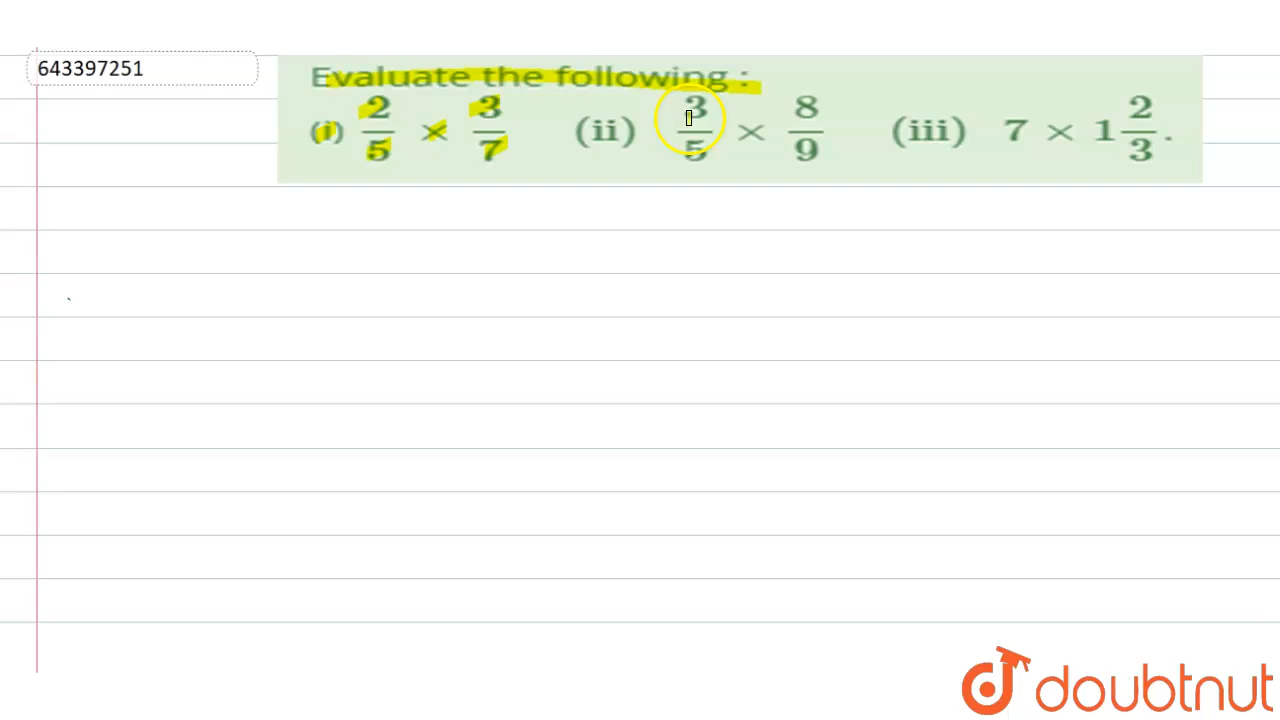 643397251
Evaluate the following :
(i) 2/5 × 3/7 (ii) 3/5 × 8/9 (iii) 7 × 1 2/3.
doubtnut